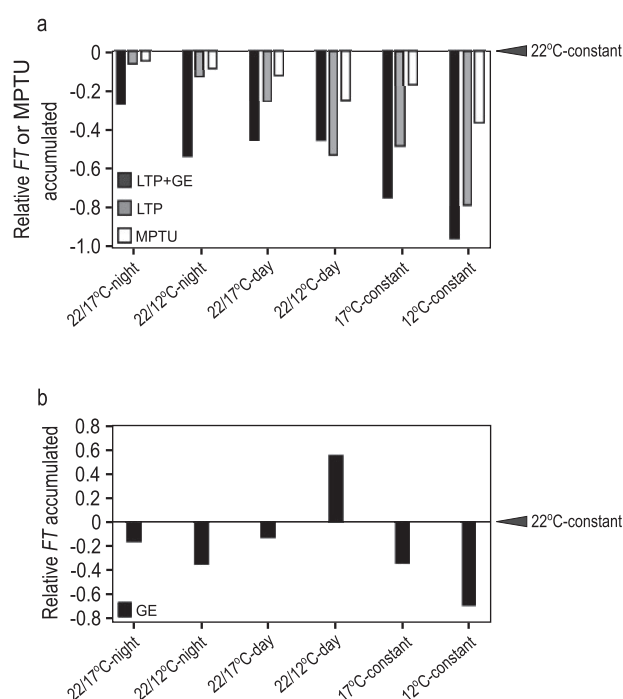 a
Relative FT or MPTU
accumulated
0
-0.2
-0.4
-0.6
-0.8
-1.0
22ºC-constant
LTP+GE
LTP
MPTU
22/17ºC-night
22/12ºC-night
22/17ºC-day
22/12ºC-day
17ºC-constant
12ºC-constant
b
Relative FT accumulated
0.8
0.6
0.4
0.2
0
-0.2
-0.4
-0.6
-0.8
22ºC-constant
GE
22/17ºC-night
22/12ºC-night
22/17ºC-day
22/12ºC-day
17ºC-constant
12ºC-constant